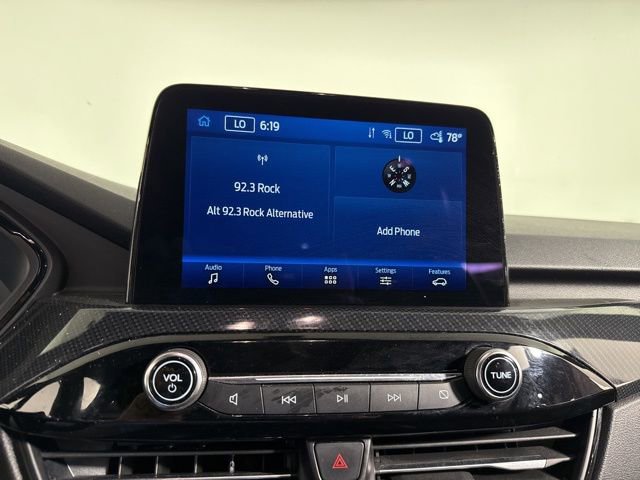 LO 6:19 LO 78°
92.3 Rock
Alt 92.3 Rock Alternative
Add Phone
Audio Phone Apps Settings Features
VOL TUNE